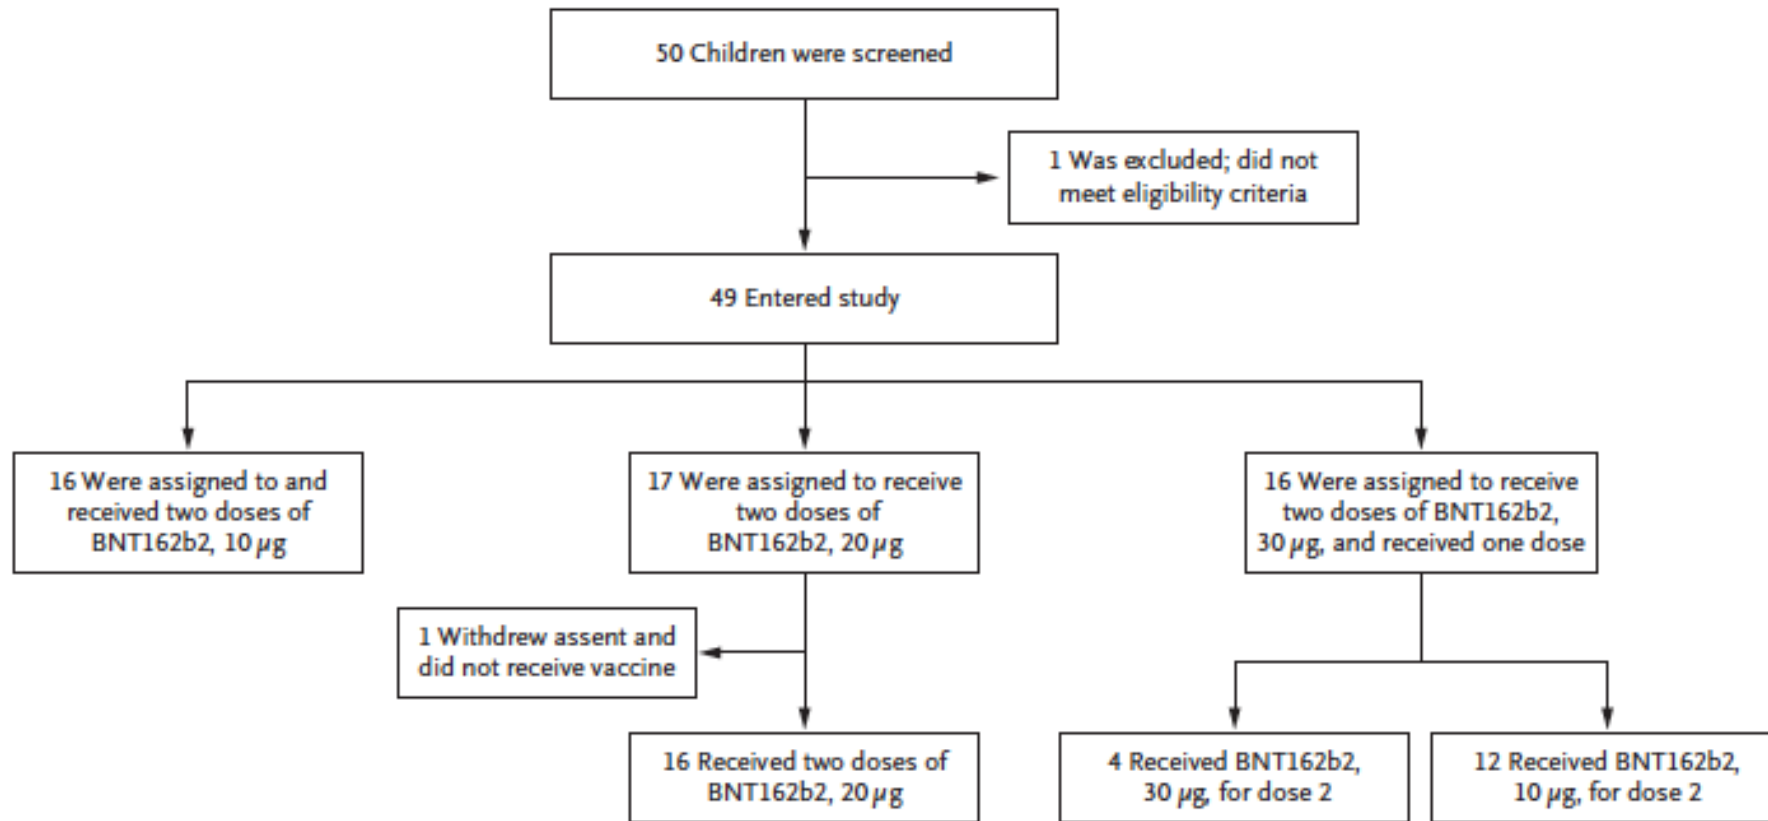 50 Children were screened
1 Was excluded; did not
meet eligibility criteria
49 Entered study
16 Were assigned to and
received two doses of
BNT162b2, 10 µg
17 Were assigned to receive
two doses of
BNT162b2, 20 µg
16 Were assigned to receive
two doses of BNT162b2,
30 µg, and received one dose
1 Withdrew assent and
did not receive vaccine
16 Received two doses of
BNT162b2, 20 µg
4 Received BNT162b2,
30 µg, for dose 2
12 Received BNT162b2,
10 µg, for dose 2